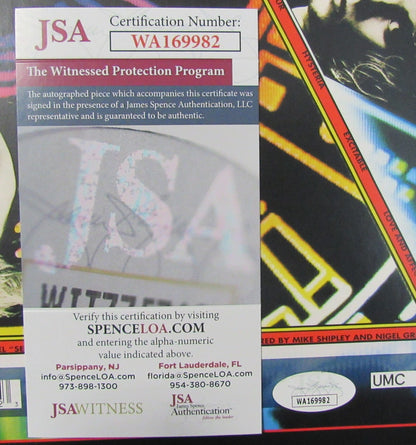 JSA
Certification Number:
WA169982
The Witnessed Protection Program
The autographed piece which accompanies this certificate was
signed in the presence of a James Spence Authentication, LLC
representative and is guaranteed to be authentic.
JSA
Verify this certification by visiting
SPENCELOA.COM
and entering the alpha-numeric
value indicated above.
Parsippany, NJ
info@SpenceLOA.com
973-898-1300
Fort Lauderdale, FL
florida@SpenceLOA.com
954-380-8670
JSAWITNESS
JSA
James Spence
Authentication
HYSTERIA
EXCITABLE
LOVE AND
ED BY MIKE SHIPLEY AND NIGEL GR
WA169982
UMC